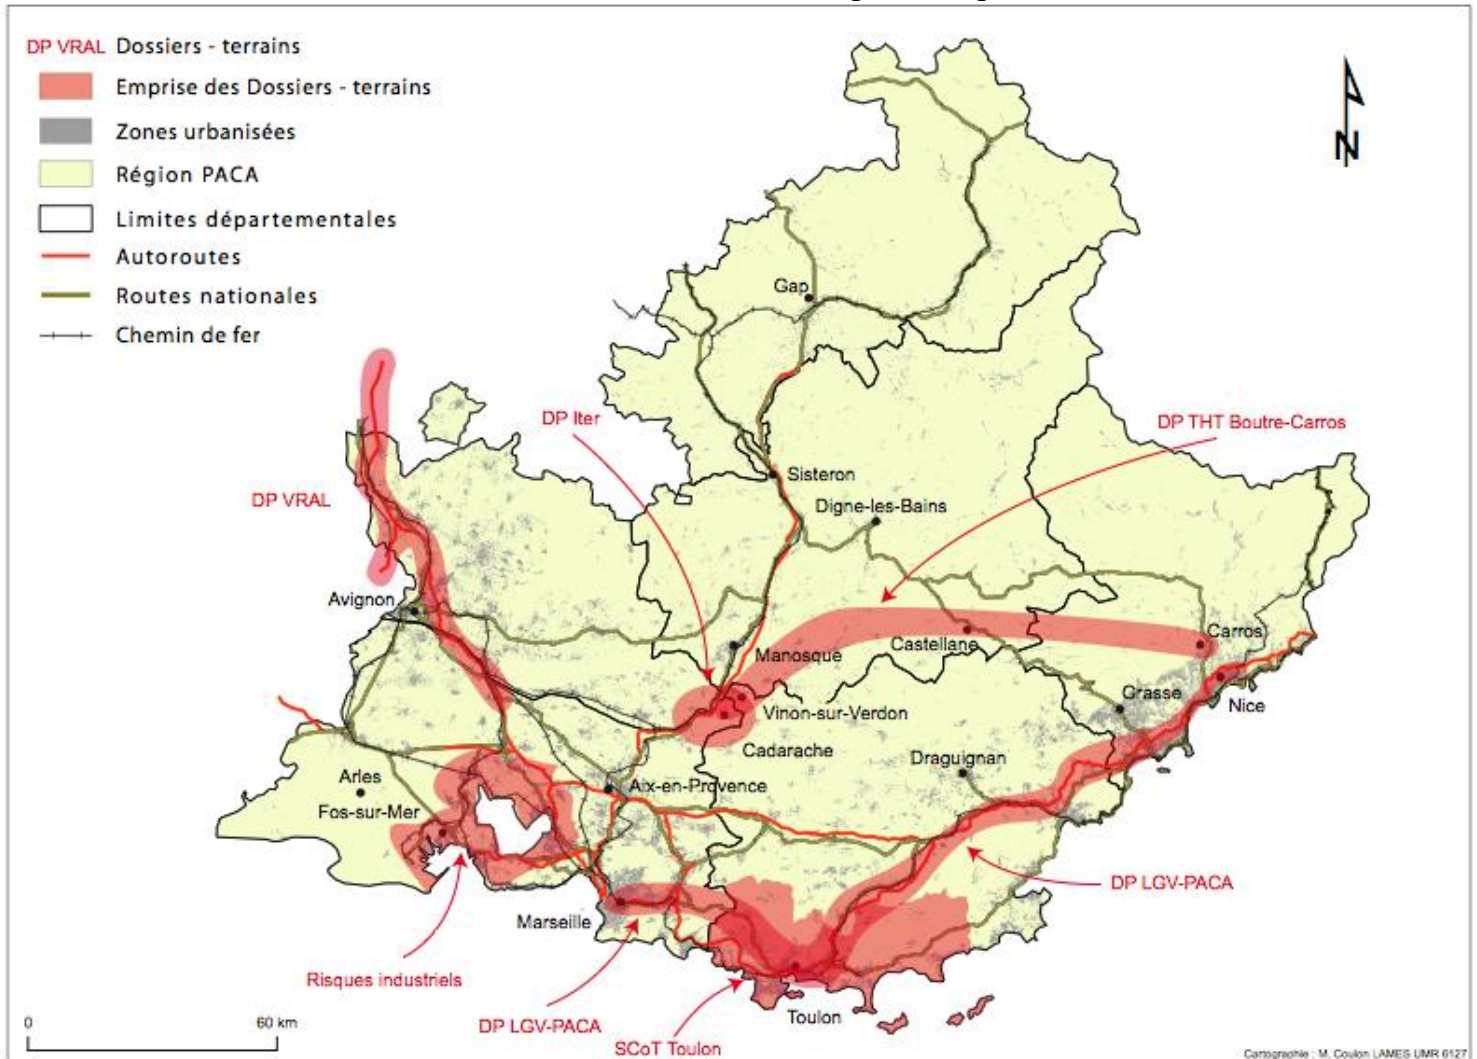 DP VRAL Dossiers - terrains
Emprise des Dossiers - terrains
Zones urbanisées
Région PACA
Limites départementales
Autoroutes
Routes nationales
Chemin de fer
N
Gap
DP Iter
DP THT Boutre-Carros
Sisteron
DP VRAL
Digne-les-Bains
Avignon
Carros
Castellane
Manosque
Grasse
Nice
Vinon-sur-Verdon
Cadarache
Draguignan
Arles
Aix-en-Provence
Fos-sur-Mer
DP LGV-PACA
Marseille
Risques industriels
Toulon
0
60 km
DP LGV-PACA
SCoT Toulon
Cartographie : M. Coulon LAMES UMR 6127